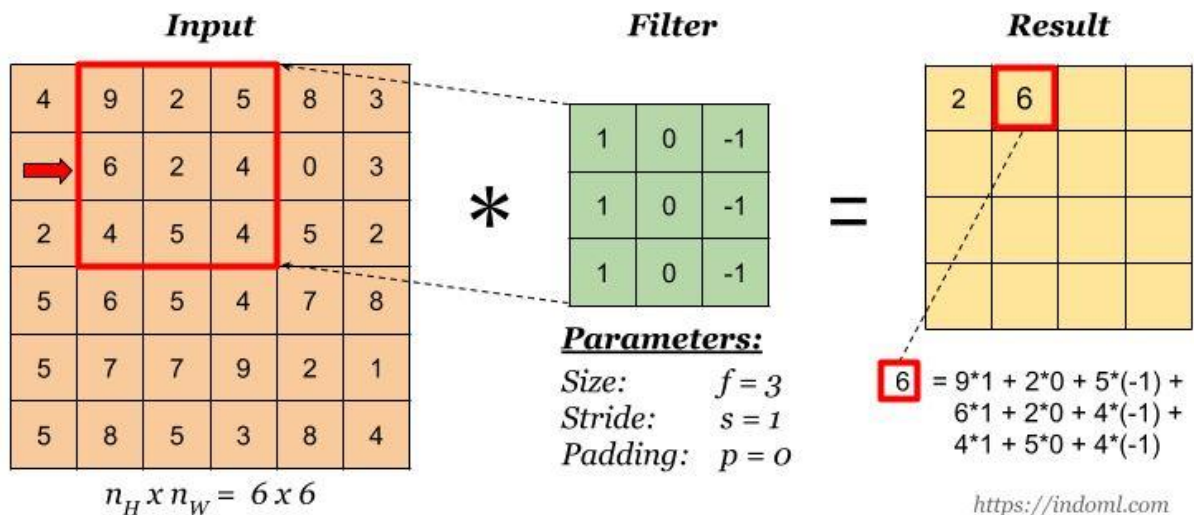 Input
Filter
Result
4 9 2 5 8 3
6 2 4 0 3
2 4 5 4 5 2
5 6 5 4 7 8
5 7 7 9 2 1
5 8 5 3 8 4
n_H x n_W = 6 x 6
*
1 0 -1
1 0 -1
1 0 -1
Parameters:
Size: f = 3
Stride: s = 1
Padding: p = 0
=
2 6
6 = 9*1 + 2*0 + 5*(-1) +
6*1 + 2*0 + 4*(-1) +
4*1 + 5*0 + 4*(-1)
https://indoml.com